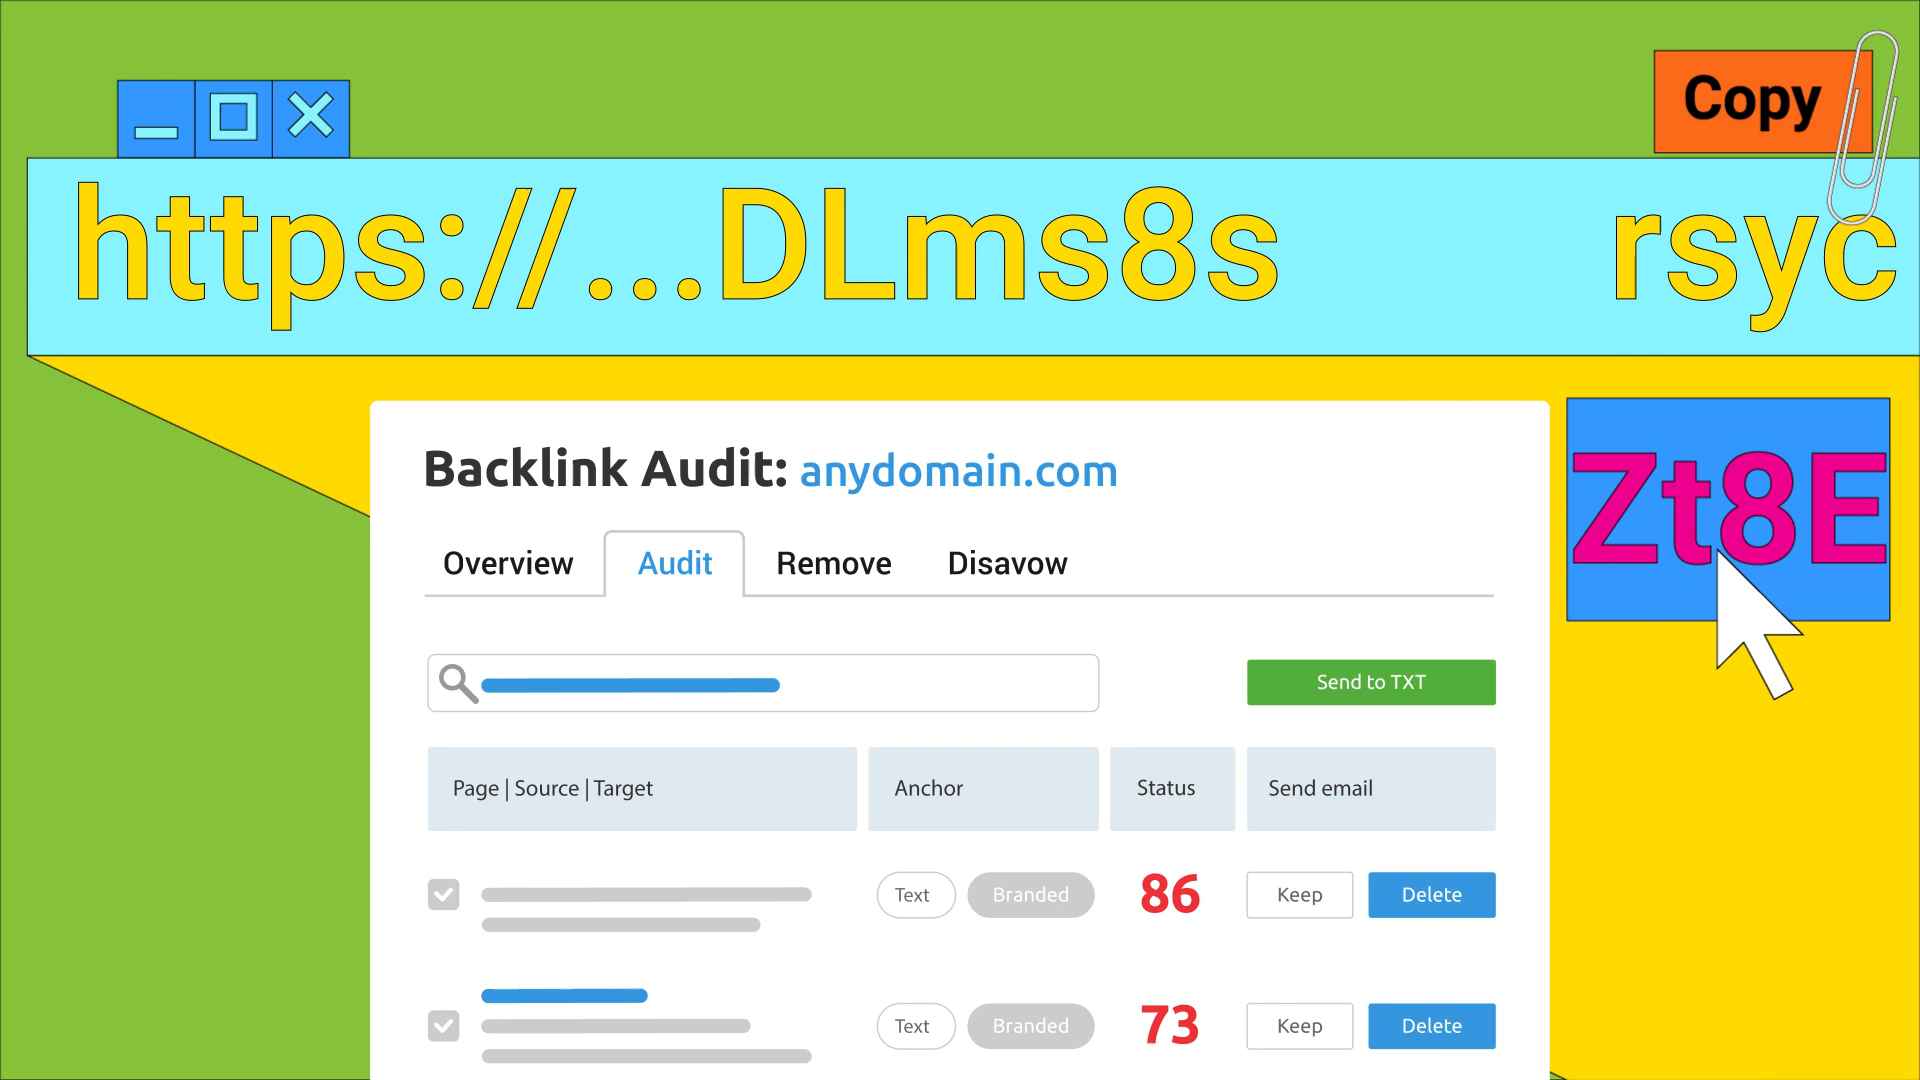 Copy
https://...DLms8s rsyc
Backlink Audit: anydomain.com
Zt8E
Overview Audit Remove Disavow
Send to TXT
Page | Source | Target Anchor Status Send email
Text Branded 86 Keep Delete
Text Branded 73 Keep Delete